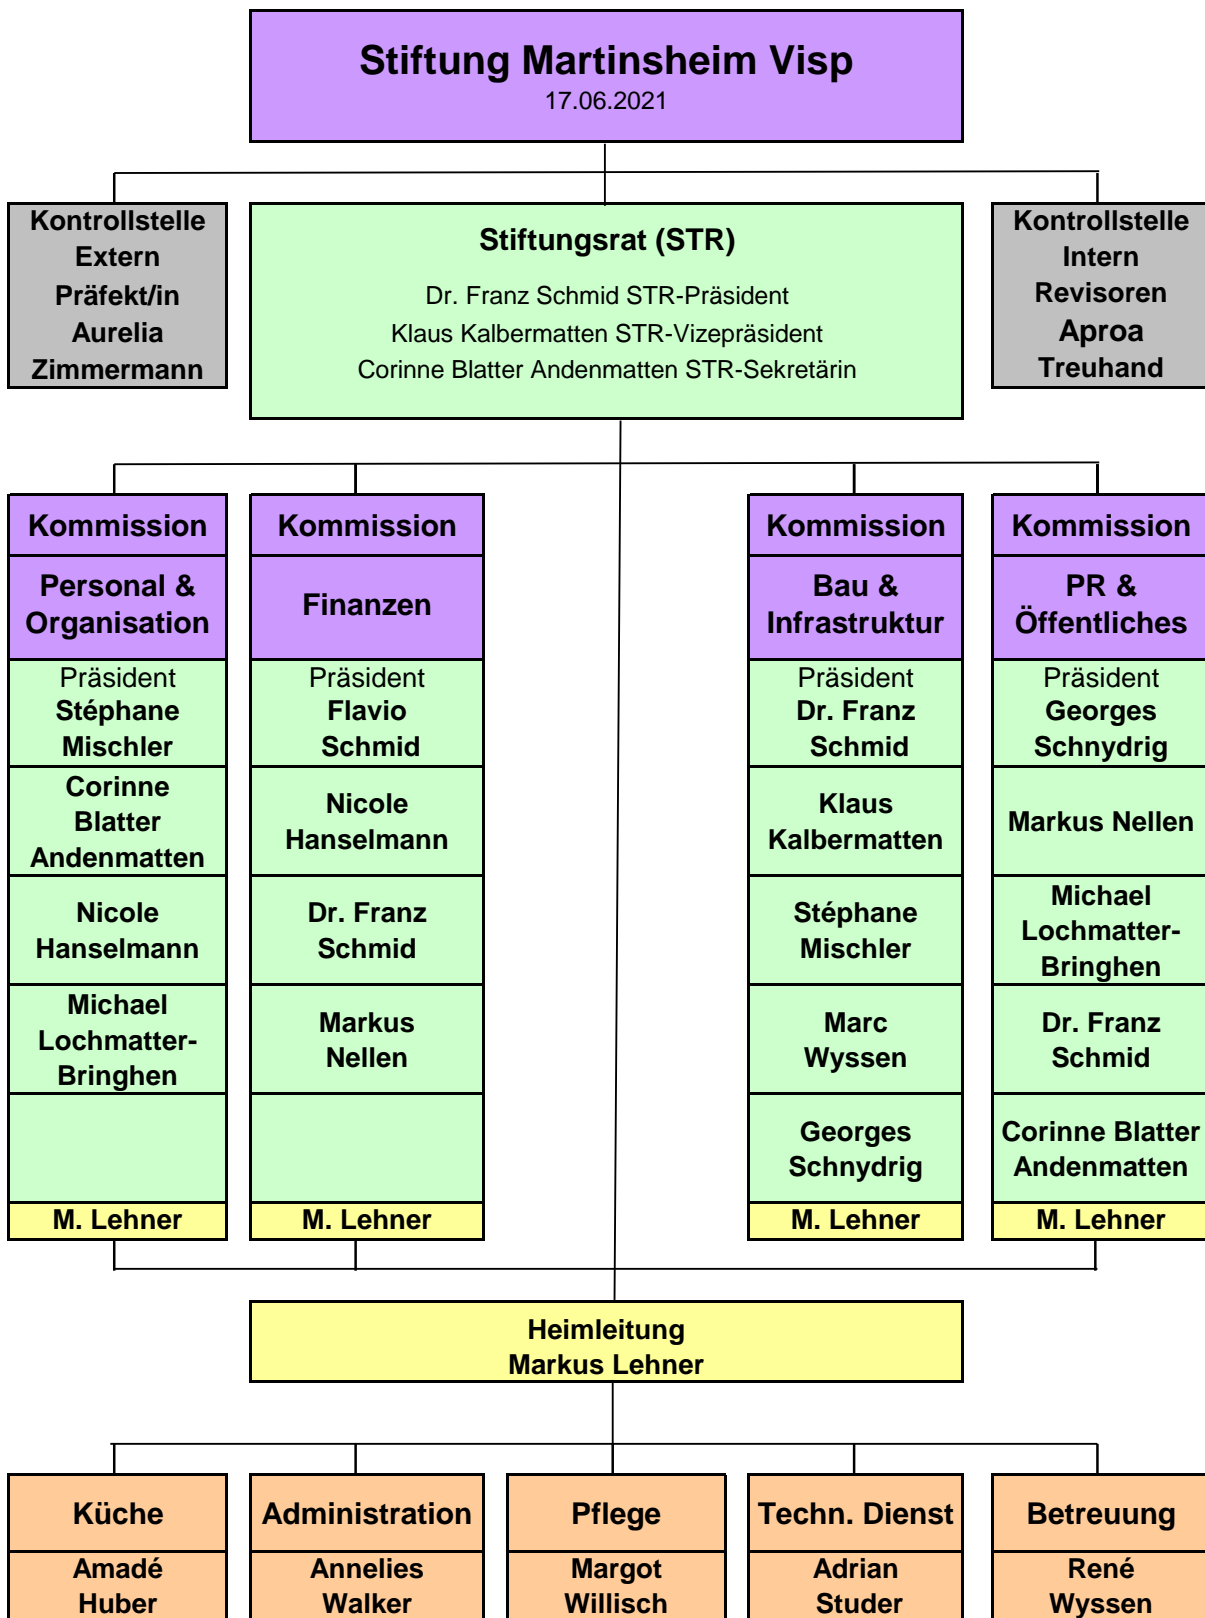 Stiftung Martinsheim Visp
17.06.2021
Kontrollstelle
Extern
Präfekt/in
Aurelia
Zimmermann
Stiftungsrat (STR)
Dr. Franz Schmid STR-Präsident
Klaus Kalbermatten STR-Vizepräsident
Corinne Blatter Andenmatten STR-Sekretärin
Kontrollstelle
Intern
Revisoren
Aproa
Treuhand
Kommission
Personal &
Organisation
Präsident
Stéphane
Mischler
Corinne
Blatter
Andenmatten
Nicole
Hanselmann
Michael
Lochmatter-
Bringhen
M. Lehner
Kommission
Finanzen
Präsident
Flavio
Schmid
Nicole
Hanselmann
Dr. Franz
Schmid
Markus
Nellen
M. Lehner
Kommission
Bau &
Infrastruktur
Präsident
Dr. Franz
Schmid
Klaus
Kalbermatten
Stéphane
Mischler
Marc
Wyssen
Georges
Schnydrig
M. Lehner
Kommission
PR &
Öffentliches
Präsident
Georges
Schnydrig
Markus Nellen
Michael
Lochmatter-
Bringhen
Dr. Franz
Schmid
Corinne Blatter
Andenmatten
M. Lehner
Heimleitung
Markus Lehner
Küche
Amadé
Huber
Administration
Annelies
Walker
Pflege
Margot
Willisch
Techn. Dienst
Adrian
Studer
Betreuung
René
Wyssen